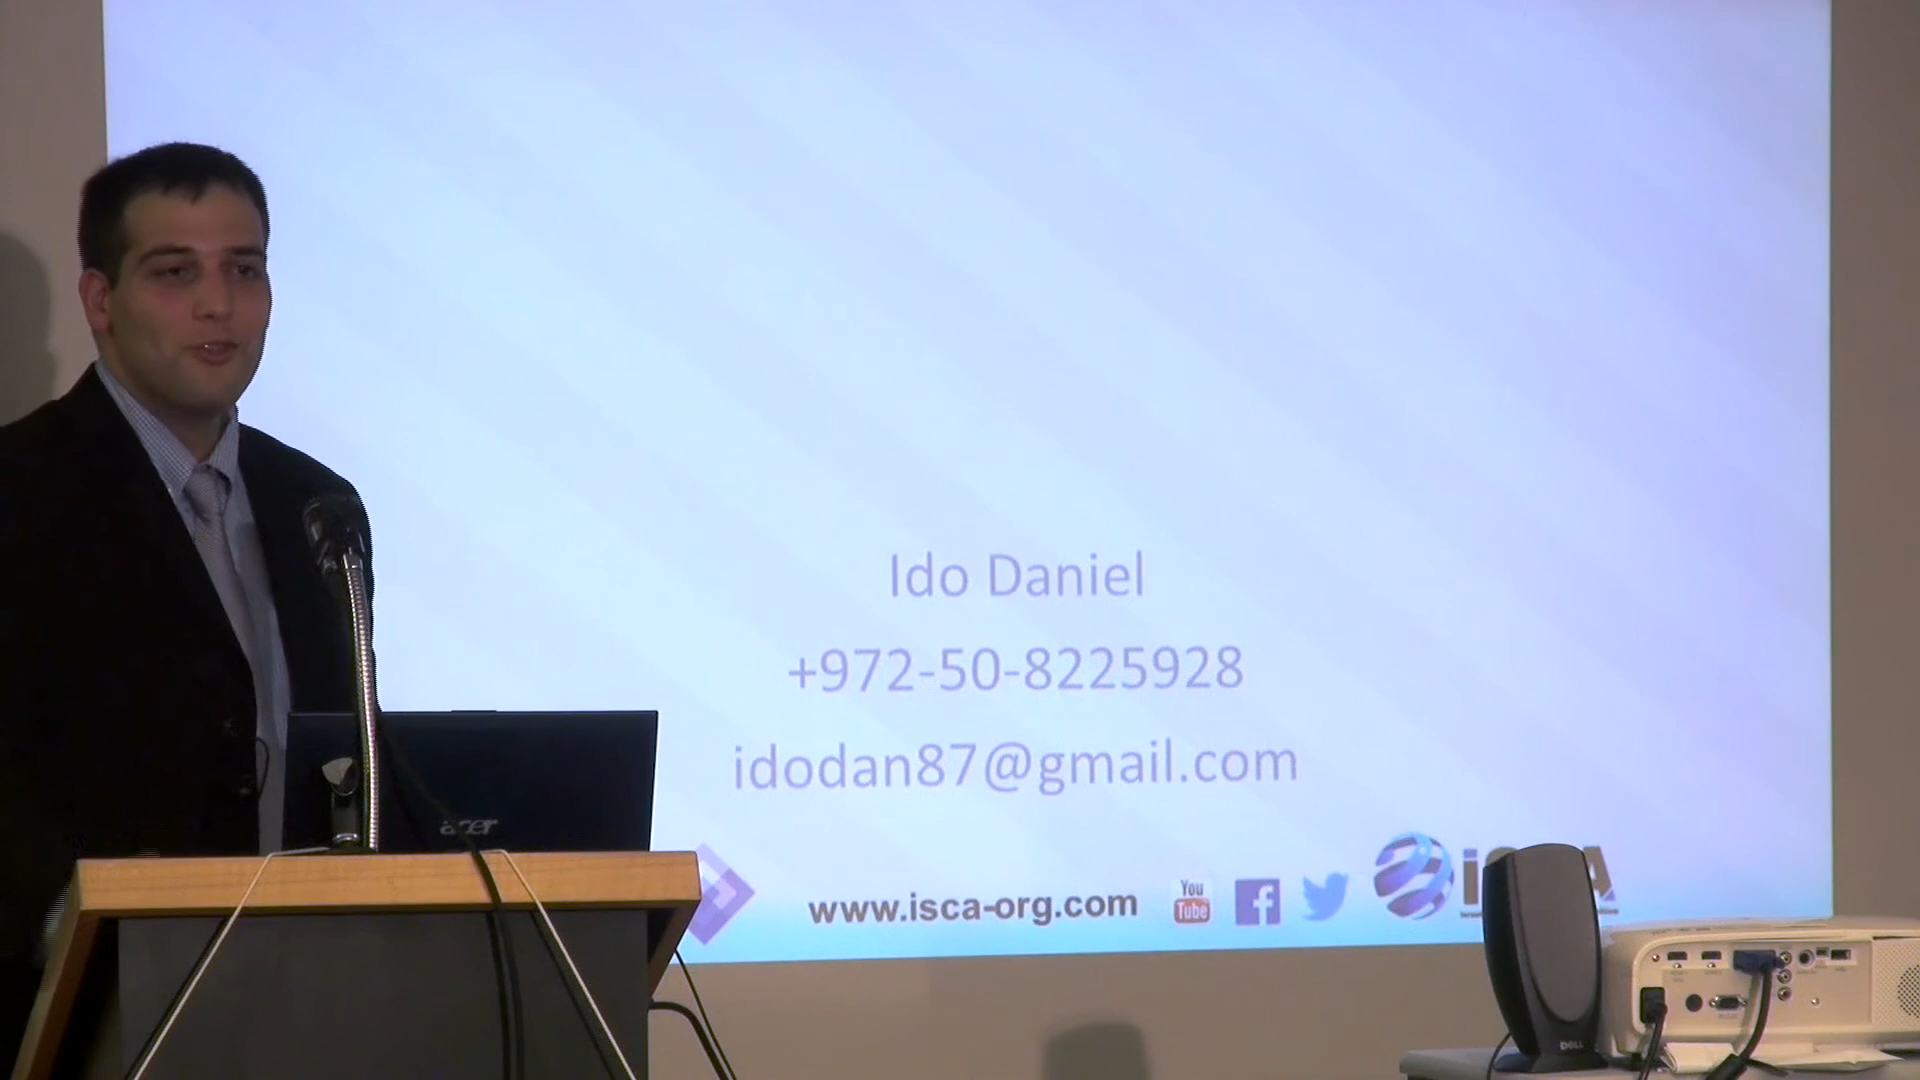 Ido Daniel
+972-50-8225928
idodan87@gmail.com
www.isca-org.com
You
Tube
acer
DELL